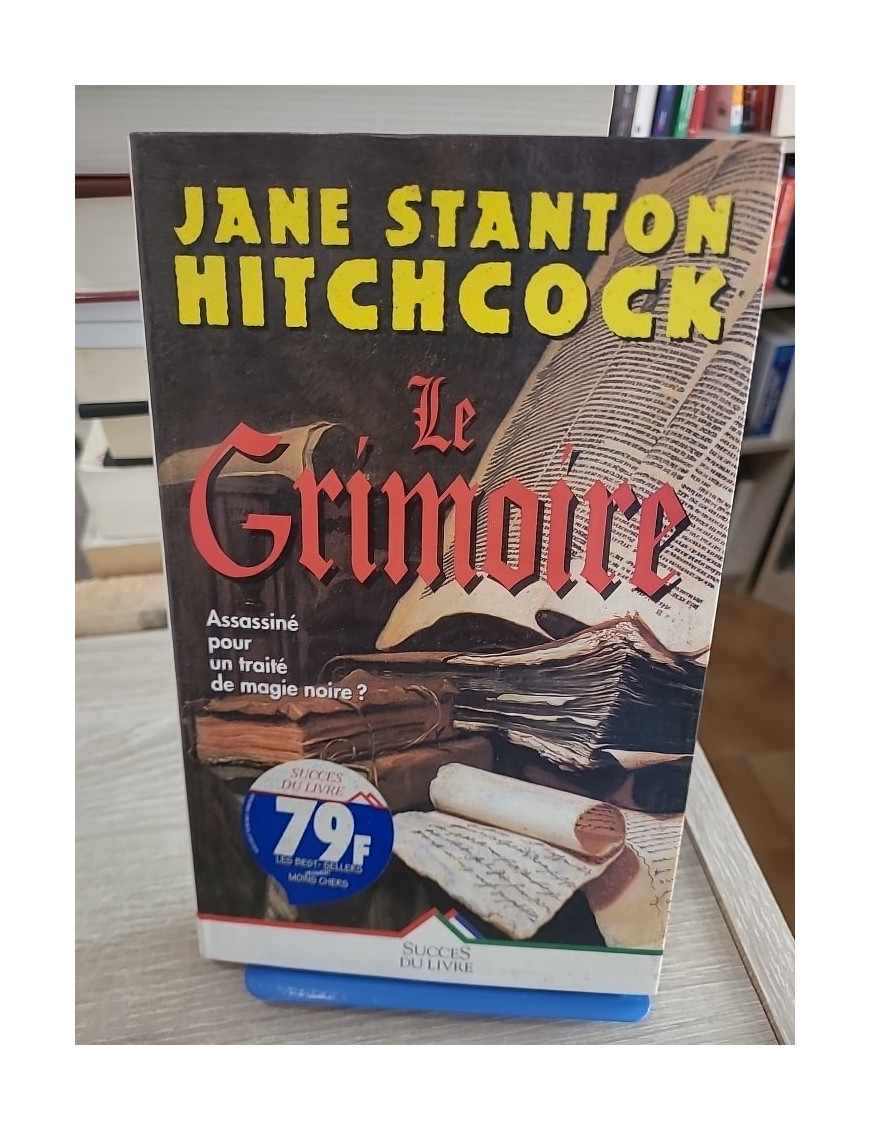 JANE STANTON
HITCHCOCK
Le
Grimoire
Assassiné
pour
un traité
de magie noire ?
SUCCES
DU LIVRE
79F
LES BEST-SELLERS
MOINS CHERS
SUCCES
DU LIVRE